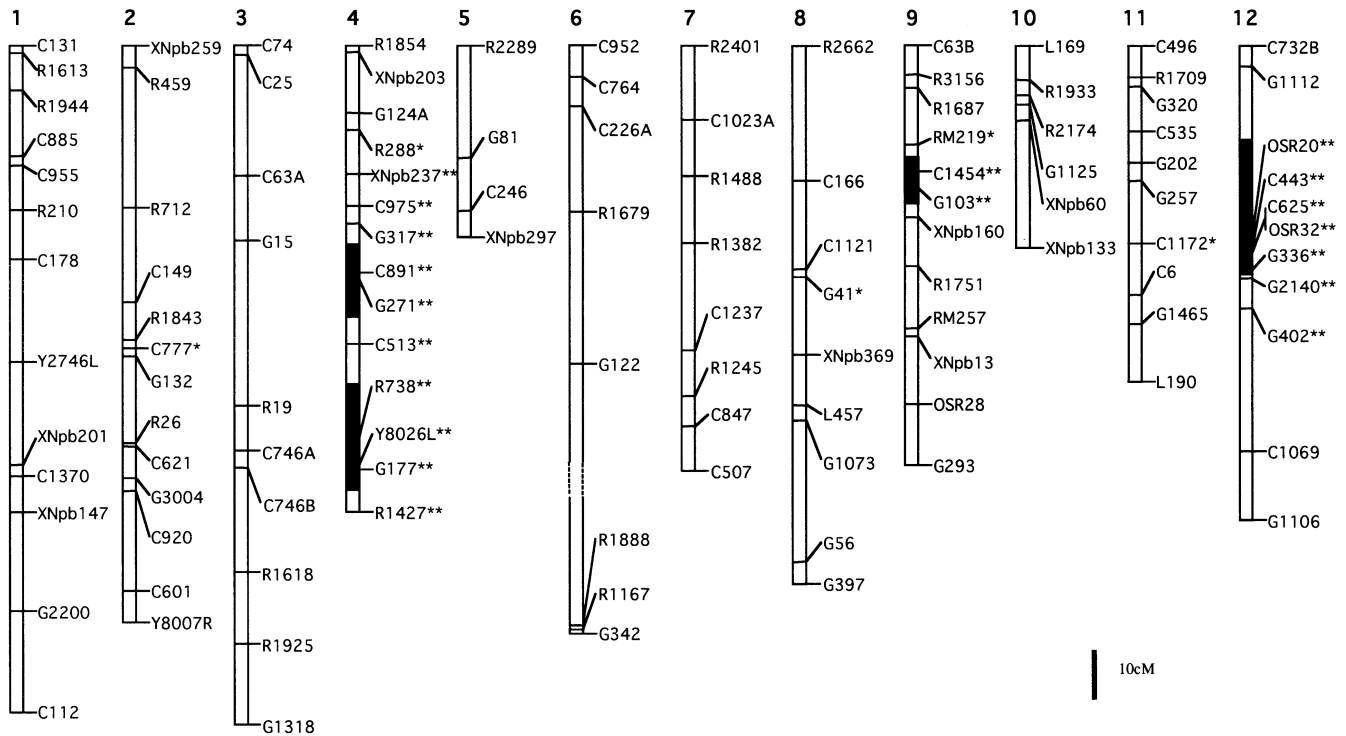 1
C131
R1613
R1944
C885
C955
R210
C178
Y2746L
XNpb201
C1370
XNpb147
G2200
C112
2
XNpb259
R459
R712
C149
R1843
C777*
G132
R26
C621
G3004
C920
C601
Y8007R
3
C74
C25
C63A
G15
R19
C746A
C746B
R1618
R1925
G1318
4
R1854
XNpb203
G124A
R288*
XNpb237**
C975**
G317**
C891**
G271**
C513**
R738**
Y8026L**
G177**
R1427**
5
R2289
G81
C246
XNpb297
6
C952
C764
C226A
R1679
G122
R1888
R1167
G342
7
R2401
C1023A
R1488
R1382
C1237
R1245
C847
C507
8
R2662
C166
C1121
G41*
XNpb369
L457
G1073
G56
G397
9
C63B
R3156
R1687
RM219*
C1454**
G103**
XNpb160
R1751
RM257
XNpb13
OSR28
G293
10
L169
R1933
R2174
G1125
XNpb60
XNpb133
11
C496
R1709
G320
C535
G202
G257
C1172*
C6
G1465
L190
12
C732B
G1112
OSR20**
C443**
C625**
OSR32**
G336**
G2140**
G402**
C1069
G1106
10cM